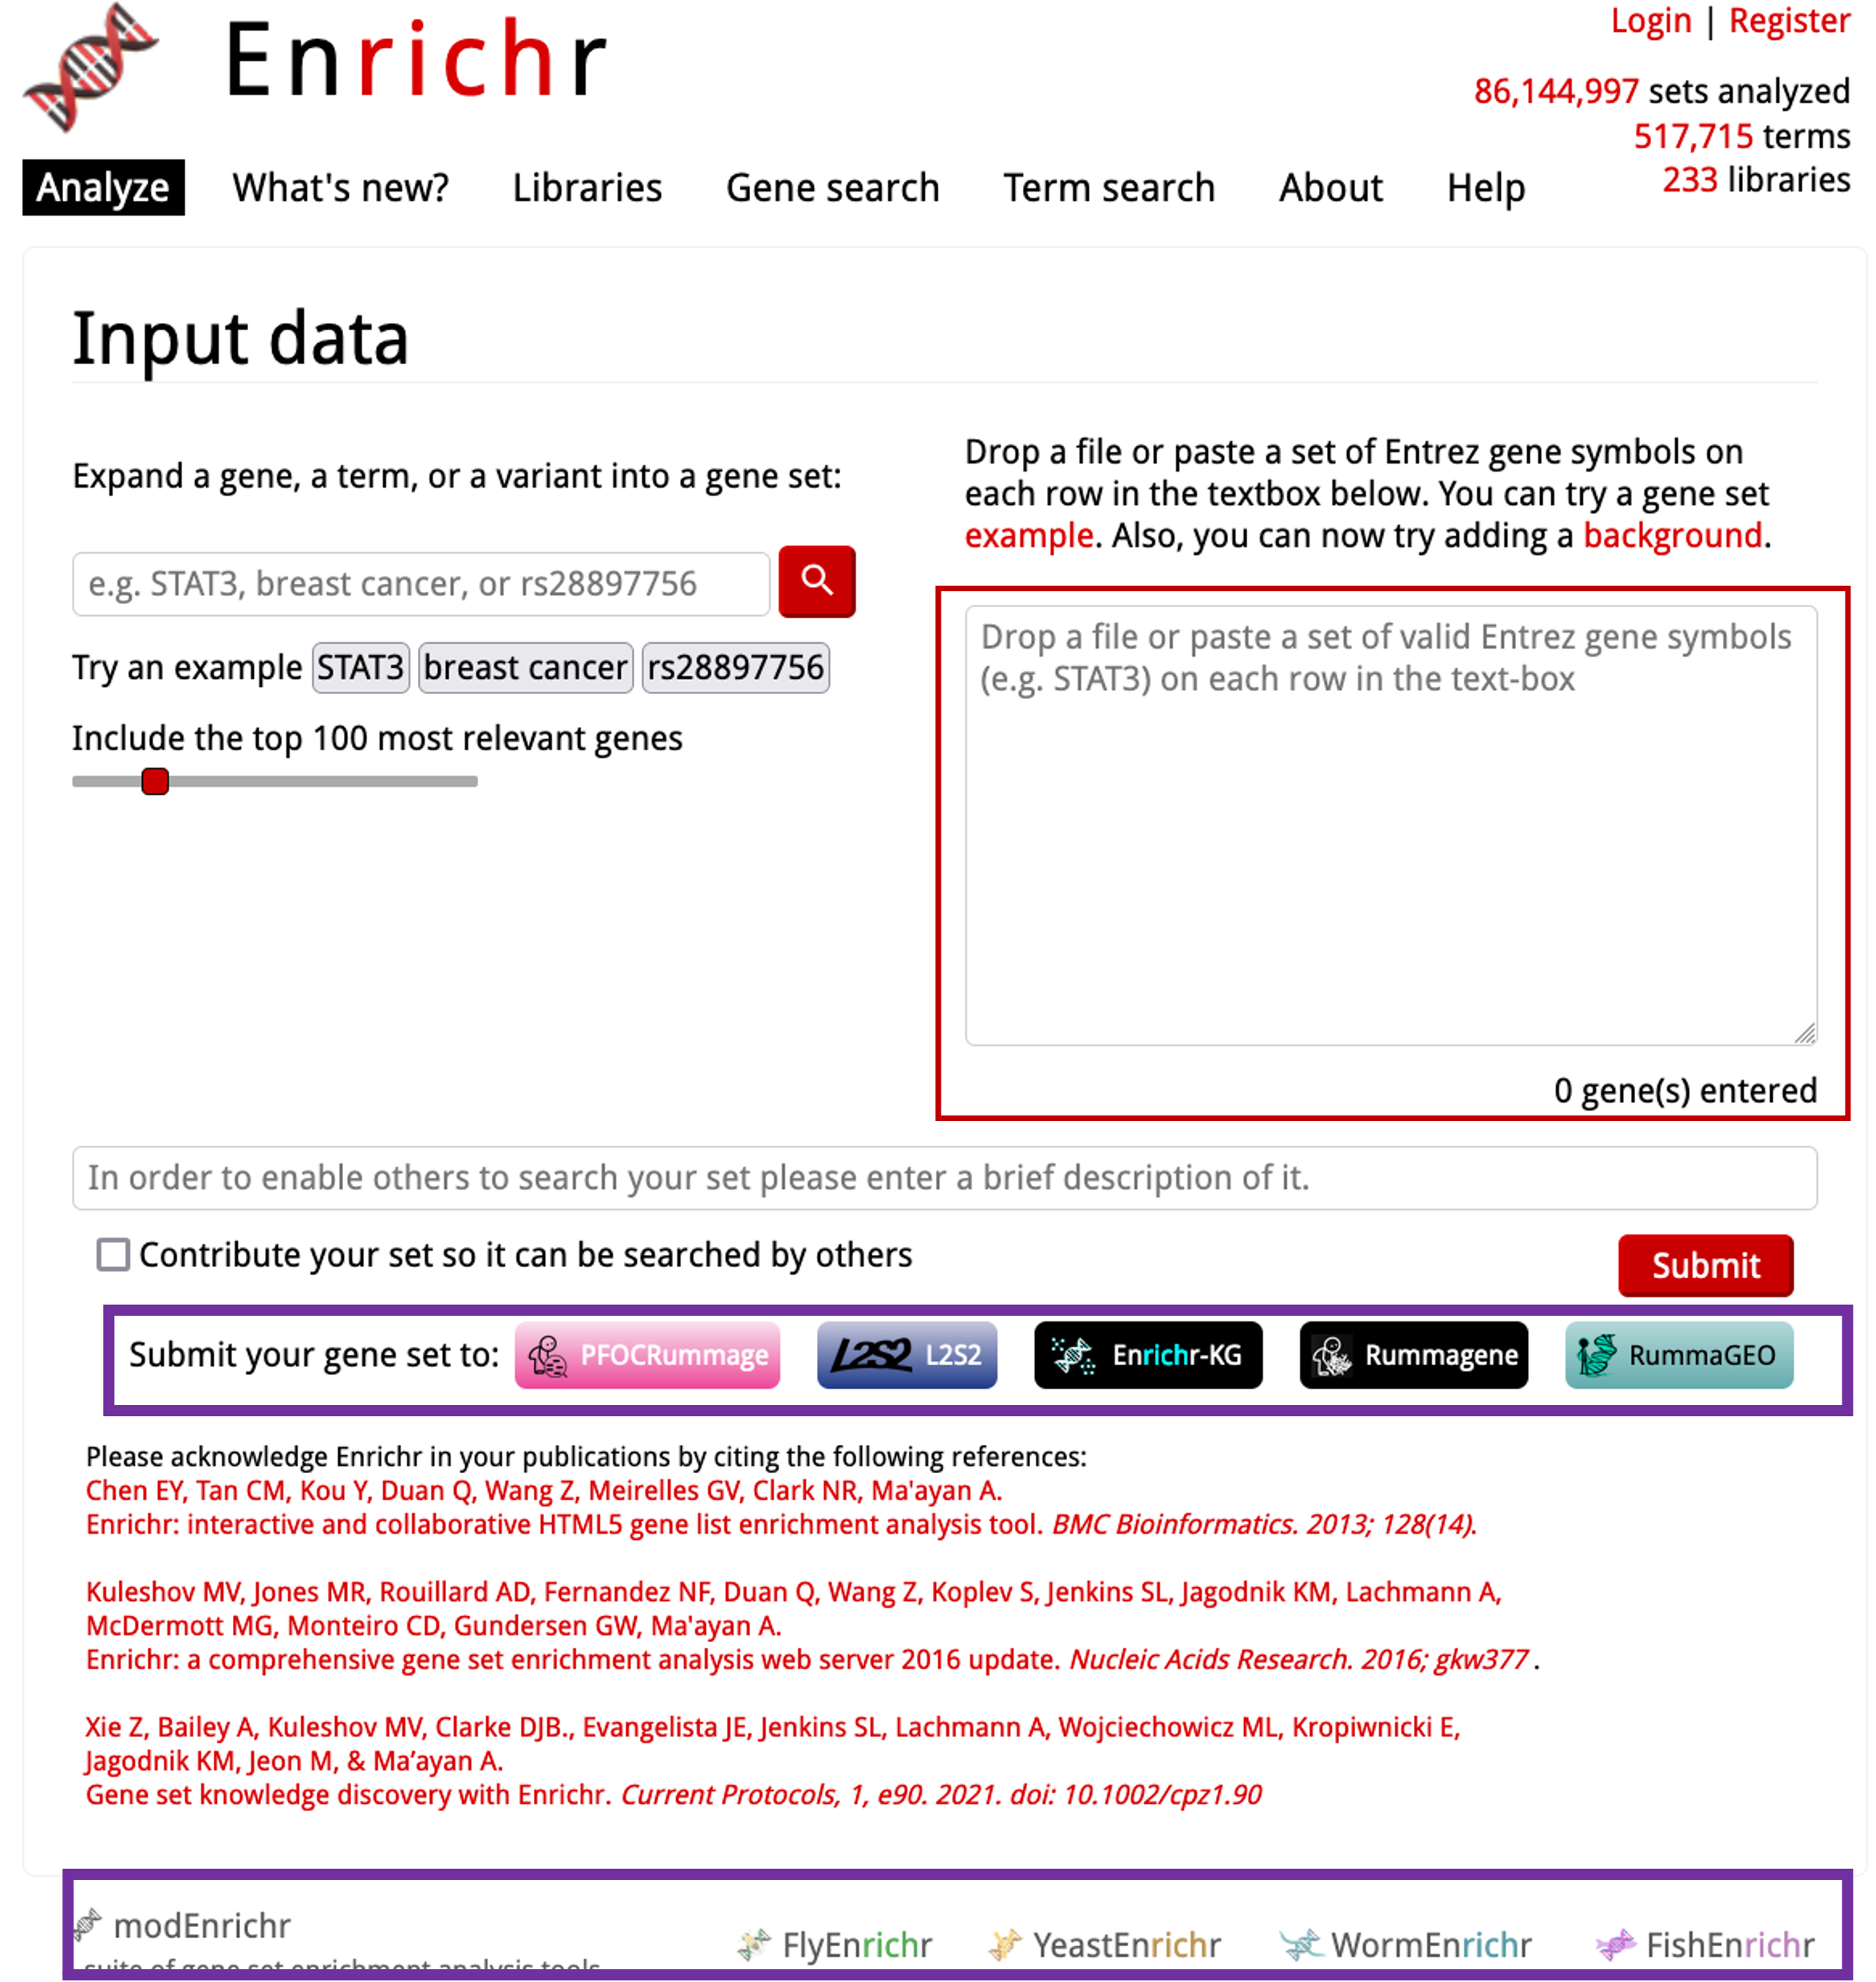 Enrichr
Login | Register
86,144,997 sets analyzed
517,715 terms
233 libraries
Analyze What's new? Libraries Gene search Term search About Help
Input data
Expand a gene, a term, or a variant into a gene set:
e.g. STAT3, breast cancer, or rs28897756
Try an example STAT3 breast cancer rs28897756
Include the top 100 most relevant genes
Drop a file or paste a set of Entrez gene symbols on
each row in the textbox below. You can try a gene set
example. Also, you can now try adding a background.
Drop a file or paste a set of valid Entrez gene symbols
(e.g. STAT3) on each row in the text-box
0 gene(s) entered
In order to enable others to search your set please enter a brief description of it.
Contribute your set so it can be searched by others
Submit
Submit your gene set to: PFOCRummage L2S2 L2S2 Enrichr-KG Rummagene RummaGEO
Please acknowledge Enrichr in your publications by citing the following references:
Chen EY, Tan CM, Kou Y, Duan Q, Wang Z, Meirelles GV, Clark NR, Ma'ayan A.
Enrichr: interactive and collaborative HTML5 gene list enrichment analysis tool. BMC Bioinformatics. 2013; 128(14).
Kuleshov MV, Jones MR, Rouillard AD, Fernandez NF, Duan Q, Wang Z, Koplev S, Jenkins SL, Jagodnik KM, Lachmann A,
McDermott MG, Monteiro CD, Gundersen GW, Ma'ayan A.
Enrichr: a comprehensive gene set enrichment analysis web server 2016 update. Nucleic Acids Research. 2016; gkw377 .
Xie Z, Bailey A, Kuleshov MV, Clarke DJB., Evangelista JE, Jenkins SL, Lachmann A, Wojciechowicz ML, Kropiwnicki E,
Jagodnik KM, Jeon M, & Ma’ayan A.
Gene set knowledge discovery with Enrichr. Current Protocols, 1, e90. 2021. doi: 10.1002/cpz1.90
modEnrichr
suite of gene set enrichment analysis tools
FlyEnrichr YeastEnrichr WormEnrichr FishEnrichr